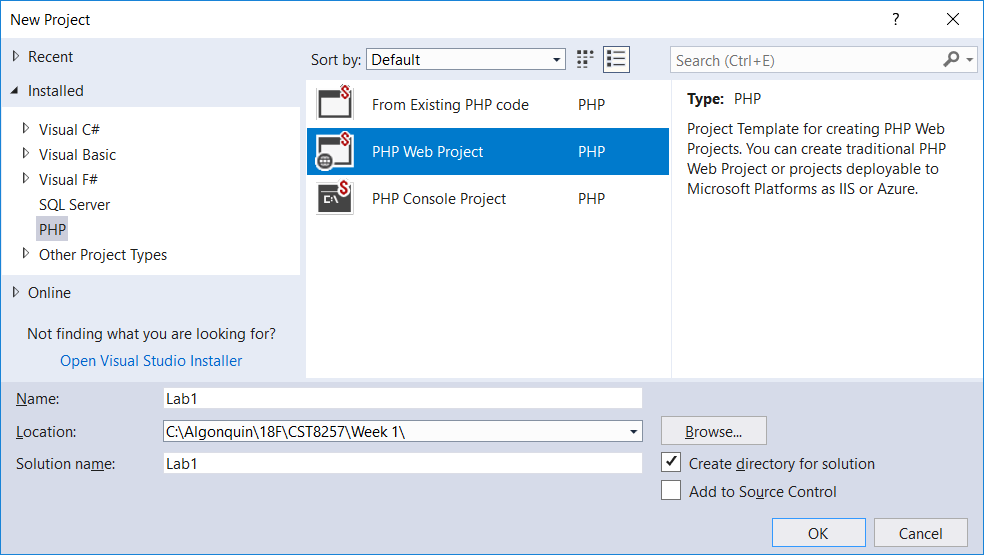 New Project
?
Recent
Installed
Visual C#
Visual Basic
Visual F#
SQL Server
PHP
Other Project Types
Online
Not finding what you are looking for?
Open Visual Studio Installer
Sort by: Default
From Existing PHP code PHP
PHP Web Project PHP
C:\ PHP Console Project PHP
Search (Ctrl+E)
Type: PHP
Project Template for creating PHP Web
Projects. You can create traditional PHP
Web Project or projects deployable to
Microsoft Platforms as IIS or Azure.
Name: Lab1
Location: C:\Algonquin\18F\CST8257\Week 1\ Browse...
Solution name: Lab1
Create directory for solution
Add to Source Control
OK Cancel